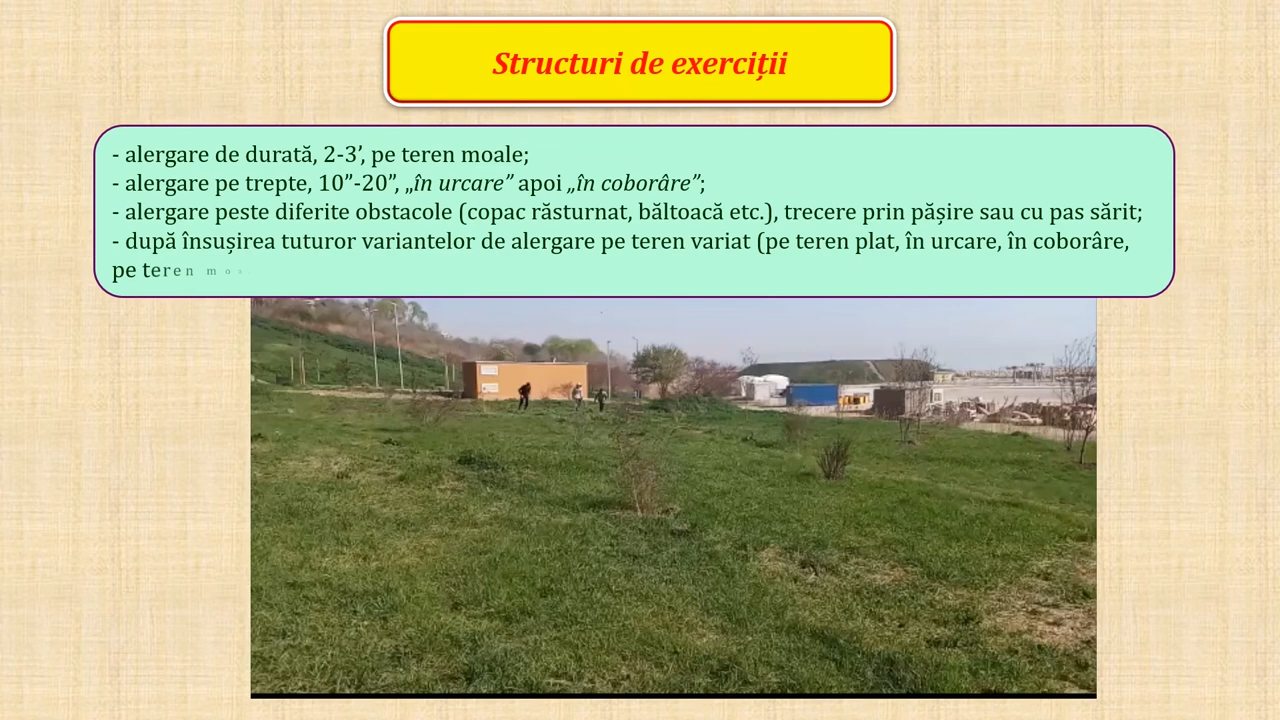 Structuri de exerciții
- alergare de durată, 2-3’, pe teren moale;
- alergare pe trepte, 10”-20”, „în urcare” apoi „în coborâre”;
- alergare peste diferite obstacole (copac răsturnat, băltoacă etc.), trecere prin pășire sau cu pas sărit;
- după însușirea tuturor variantelor de alergare pe teren variat (pe teren plat, în urcare, în coborâre,
pe teren